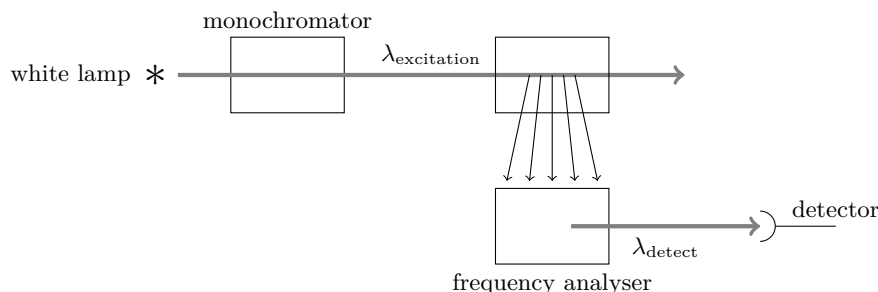 monochromator
white lamp
λexcitation
detector
λdetect
frequency analyser